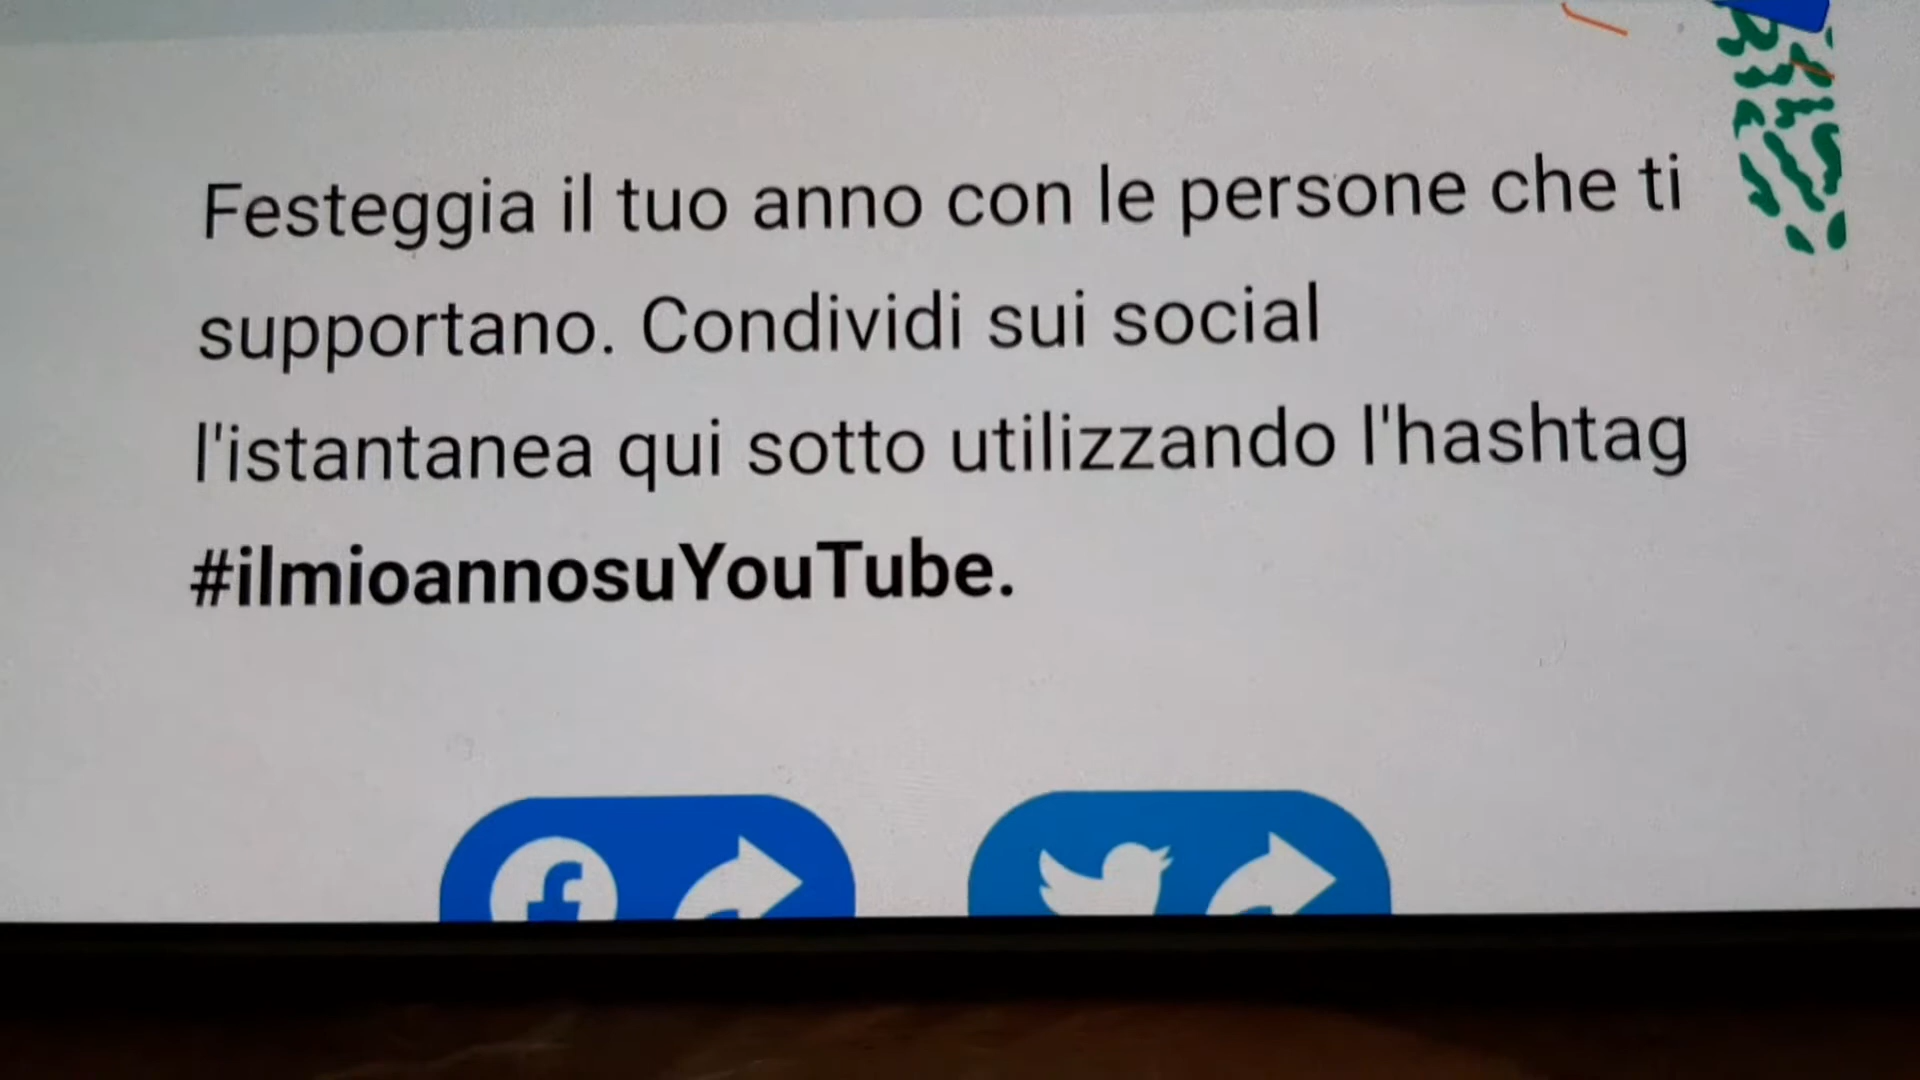 Festeggia il tuo anno con le persone che ti
supportano. Condividi sui social
l'istantanea qui sotto utilizzando l'hashtag
#ilmioannosuYouTube.